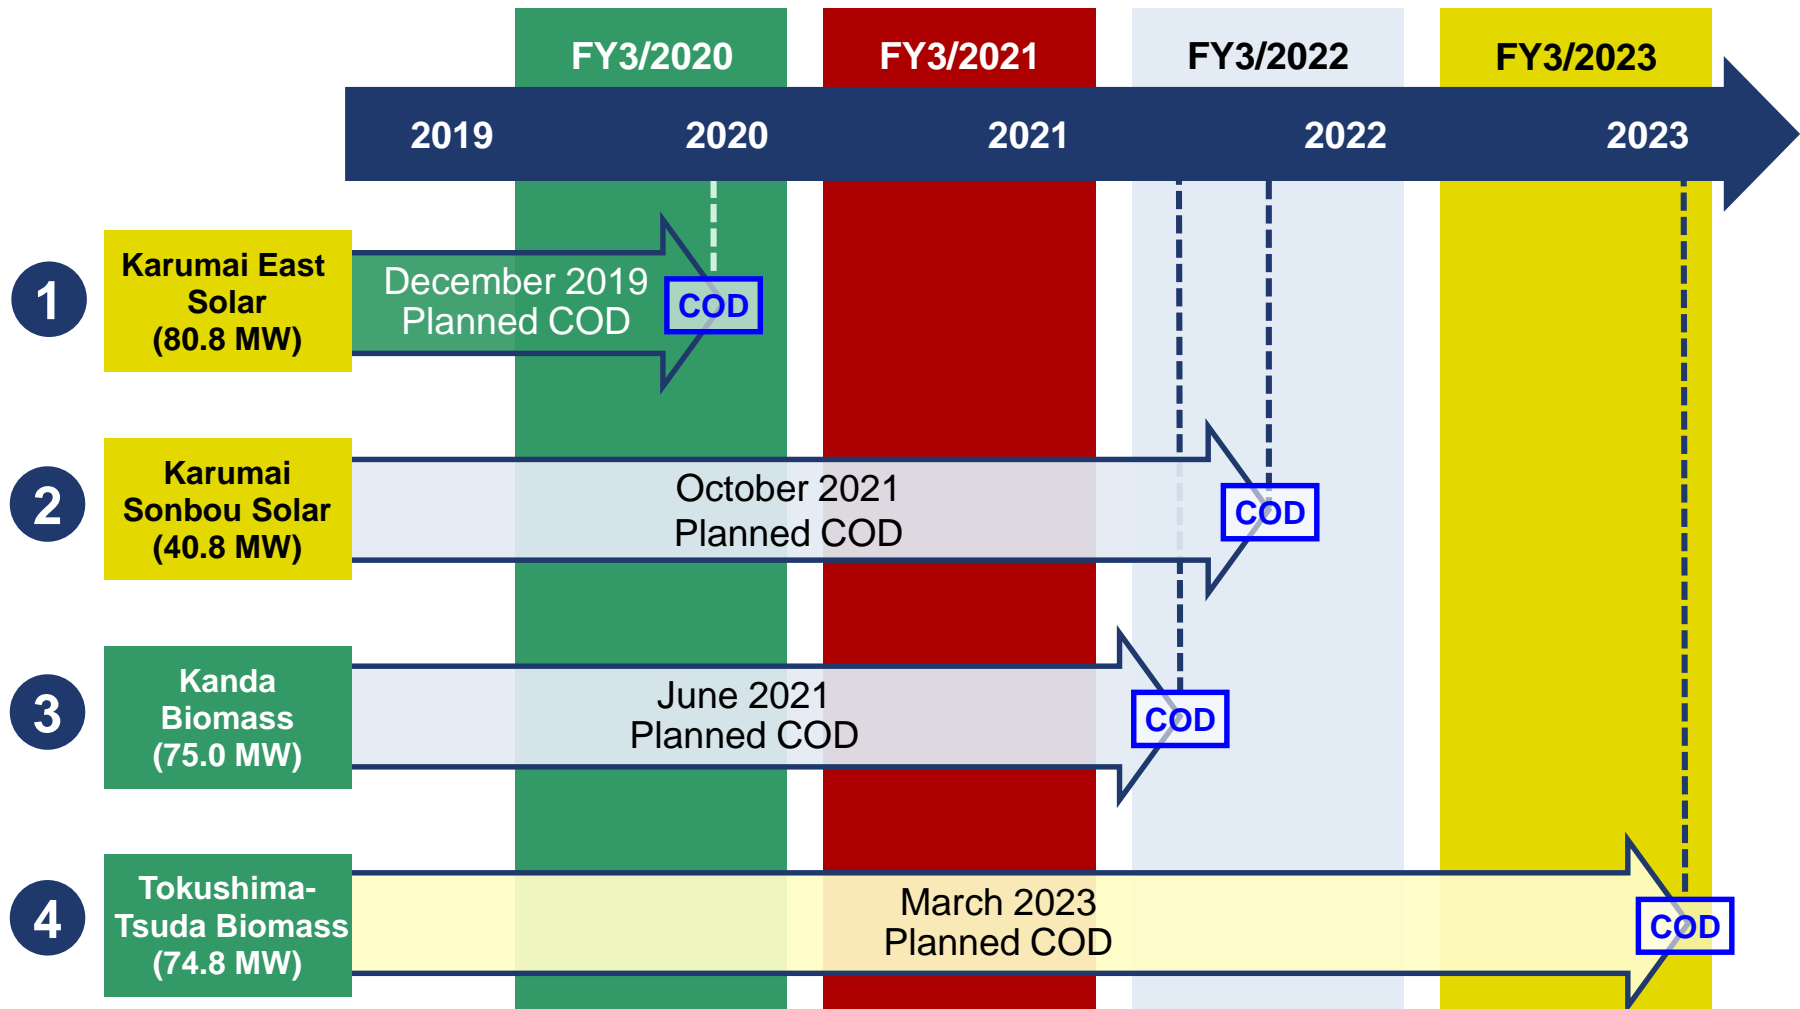 FY3/2020
FY3/2021
FY3/2022
FY3/2023
2019
2020
2021
2022
2023
1
Karumai East
Solar
(80.8 MW)
December 2019
Planned COD
COD
2
Karumai
Sonbou Solar
(40.8 MW)
October 2021
Planned COD
COD
3
Kanda
Biomass
(75.0 MW)
June 2021
Planned COD
COD
4
Tokushima-
Tsuda Biomass
(74.8 MW)
March 2023
Planned COD
COD